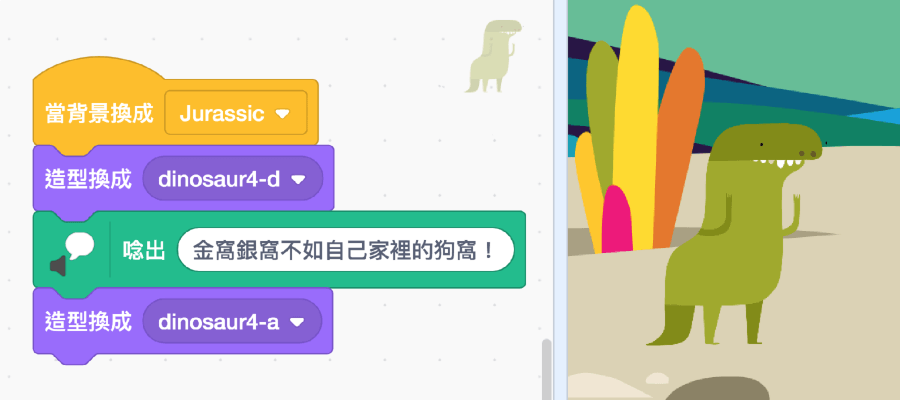 當背景換成 Jurassic
造型換成 dinosaur4-d
唸出 金窩銀窩不如自己家裡的狗窩！
造型換成 dinosaur4-a